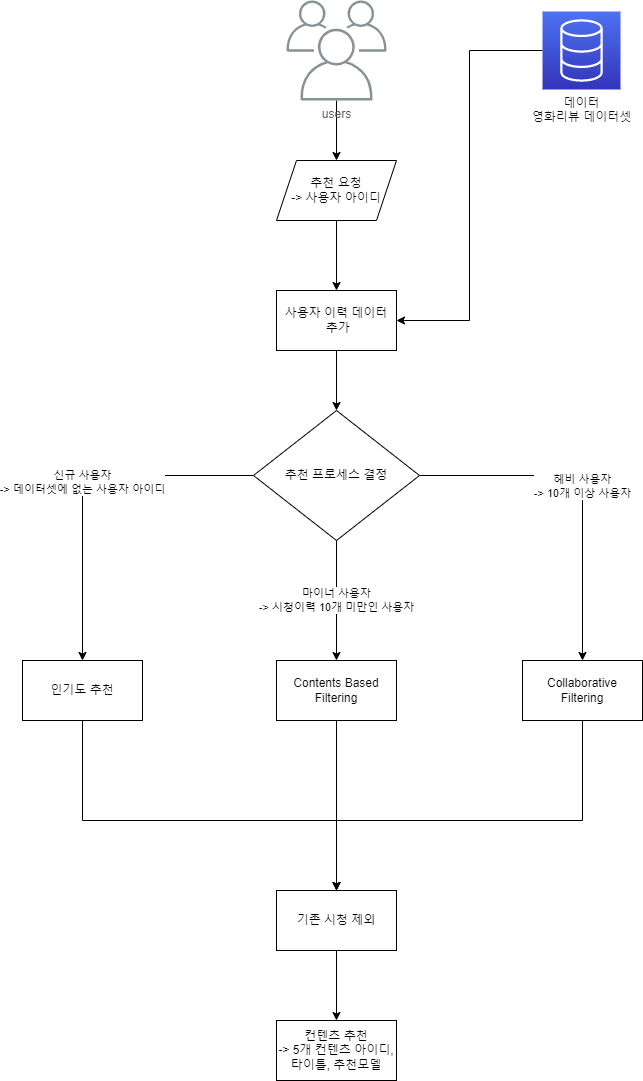 users
데이터
영화리뷰 데이터셋
추천 요청
-> 사용자 아이디
사용자 이력 데이터
추가
추천 프로세스 결정
신규 사용자
-> 데이터셋에 없는 사용자 아이디
헤비 사용자
-> 10개 이상 사용자
마이너 사용자
-> 시청이력 10개 미만인 사용자
인기도 추천
Contents Based
Filtering
Collaborative
Filtering
기존 시청 제외
컨텐츠 추천
-> 5개 컨텐츠 아이디,
타이틀, 추천모델